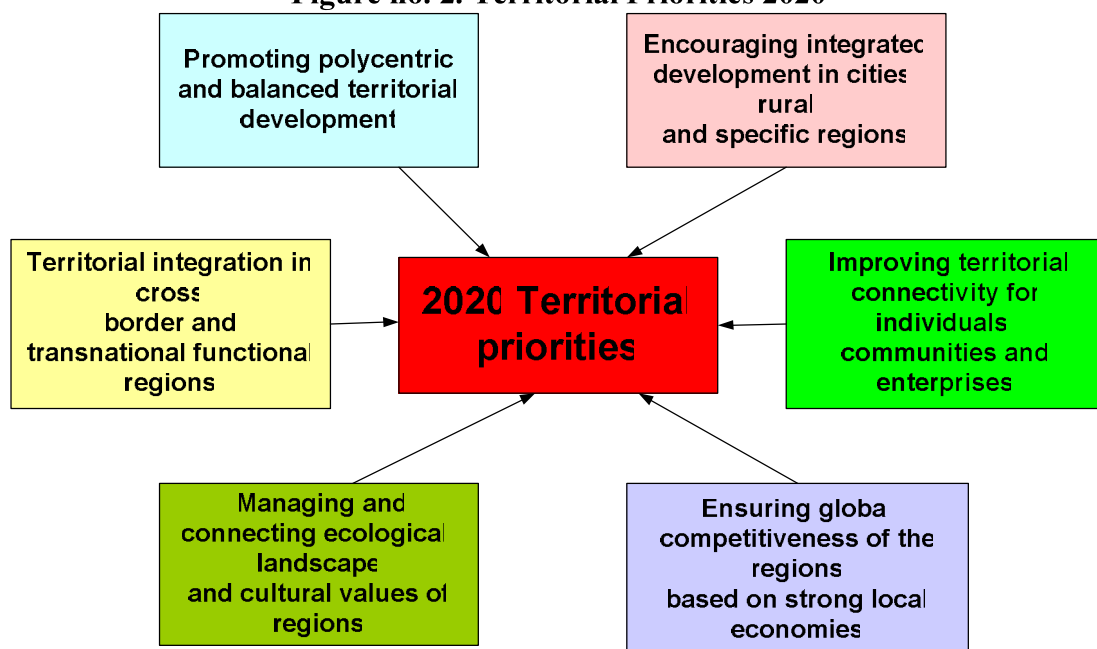 Figure no. 2. Territorial Priorities 2020
Promoting polycentric
and balanced territorial
development
Encouraging integrated
development in cities
rural
and specific regions
Territorial integration in
cross
border and
transnational functional
regions
2020 Territorial
priorities
Improving territorial
connectivity for
individuals
communities and
enterprises
Managing and
connecting ecological
landscape
and cultural values of
regions
Ensuring globa
competitiveness of the
regions
based on strong local
economies